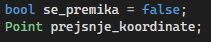 bool se_premika = false;
Point prejsnje_koordinate;